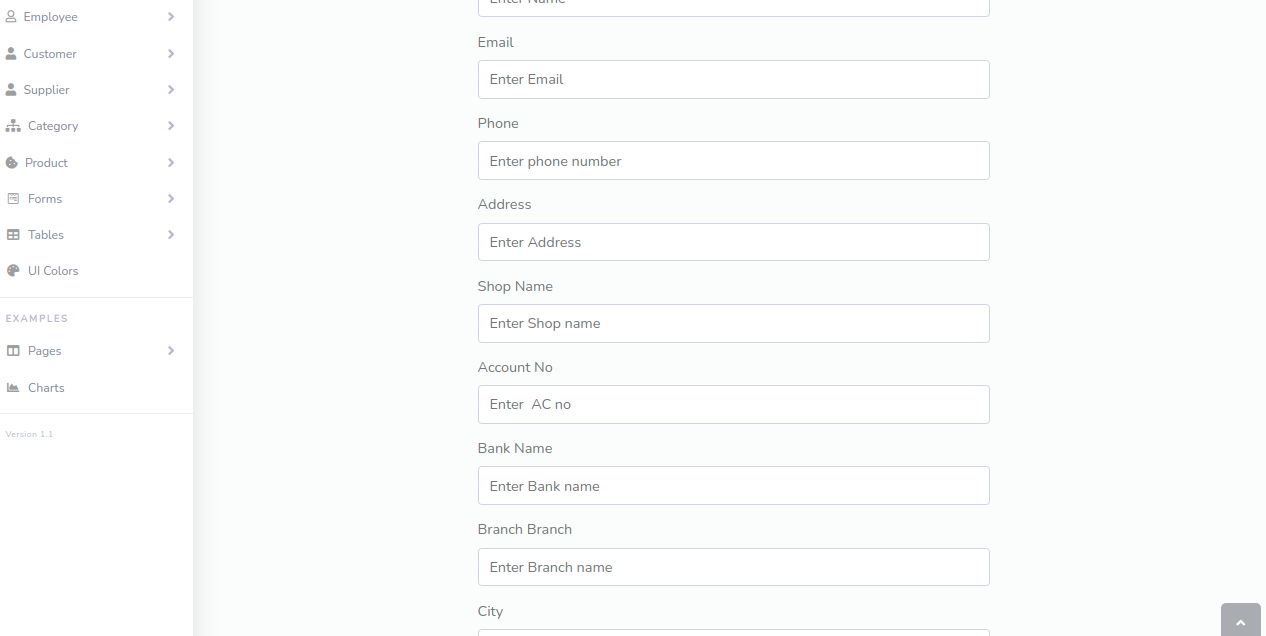 Employee
Customer
Supplier
Category
Product
Forms
Tables
UI Colors
EXAMPLES
Pages
Charts
Version 1.1
Enter Name
Email
Enter Email
Phone
Enter phone number
Address
Enter Address
Shop Name
Enter Shop name
Account No
Enter  AC no
Bank Name
Enter Bank name
Branch Branch
Enter Branch name
City